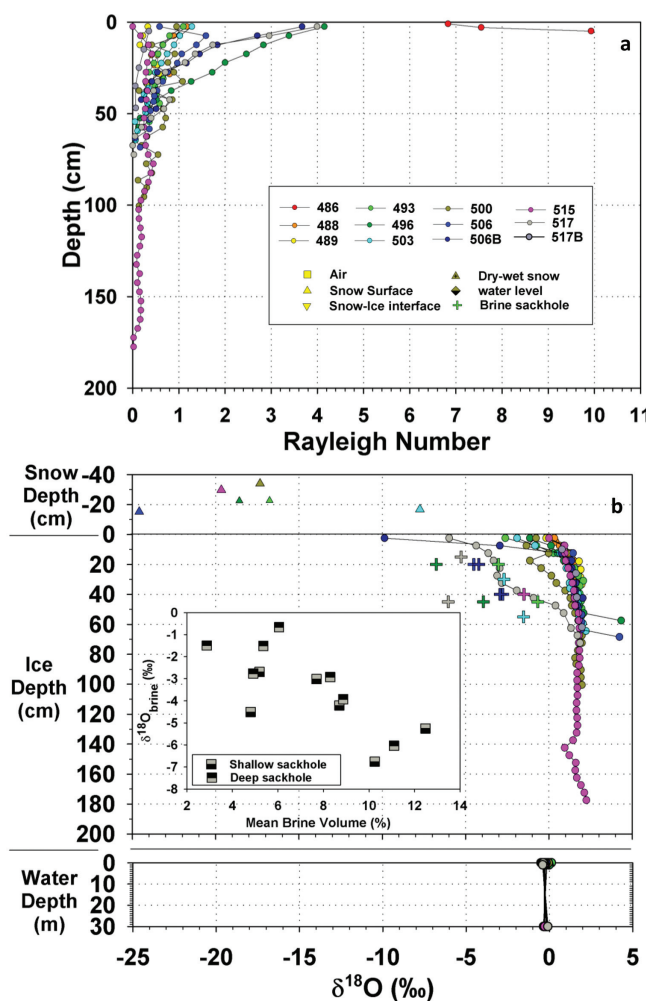 a
0
50
100
150
200
Depth (cm)
0 1 2 3 4 5 6 7 8 9 10 11
Rayleigh Number
486 493 500 515
488 496 506 517
489 503 506B 517B
Air Dry-wet snow
Snow Surface water level
Snow-Ice interface Brine sackhole
b
Snow Depth (cm)
-40
-20
0
Ice Depth (cm)
20
40
60
80
100
120
140
160
180
200
0
-1
-2
-3
-4
-5
-6
-7
-8
δ18Obrine (‰)
Shallow sackhole
Deep sackhole
2 4 6 8 10 12 14
Mean Brine Volume (%)
Water Depth (m)
0
10
20
30
-25 -20 -15 -10 -5 0 5
δ18O (‰)